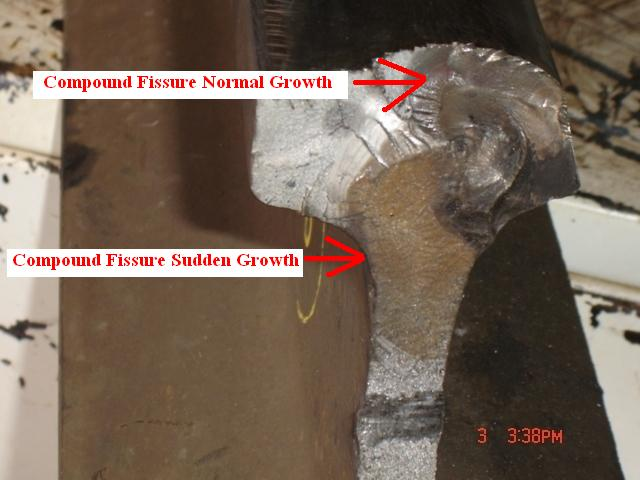 Compound Fissure Normal Growth
Compound Fissure Sudden Growth
3 3:38PM